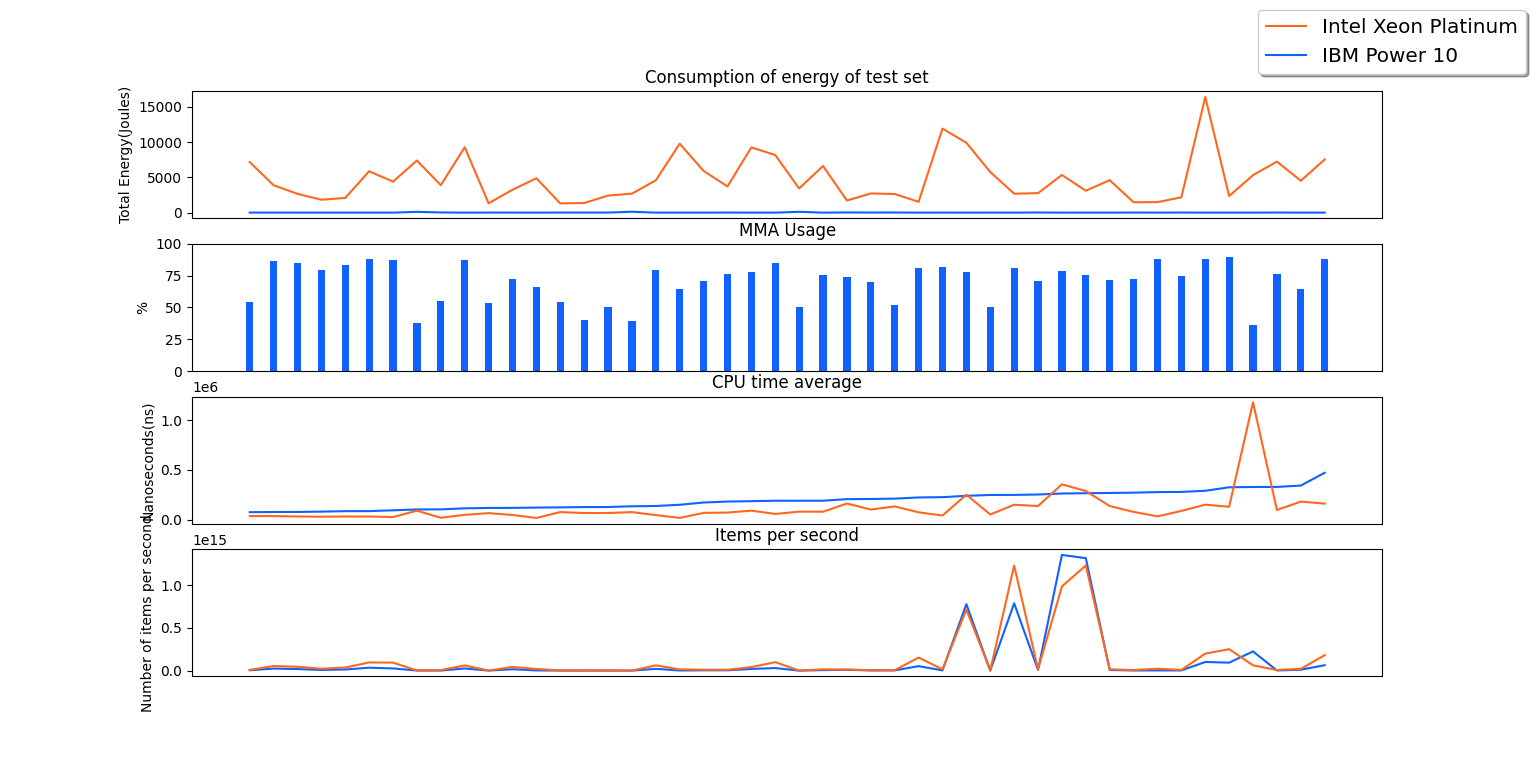 Intel Xeon Platinum
IBM Power 10
Consumption of energy of test set
Total Energy(Joules)
15000
10000
5000
0
MMA Usage
%
100
75
50
25
0
CPU time average
1e6
Nanoseconds(ns)
1.0
0.5
0.0
Items per second
1e15
Number of items per second
1.0
0.5
0.0